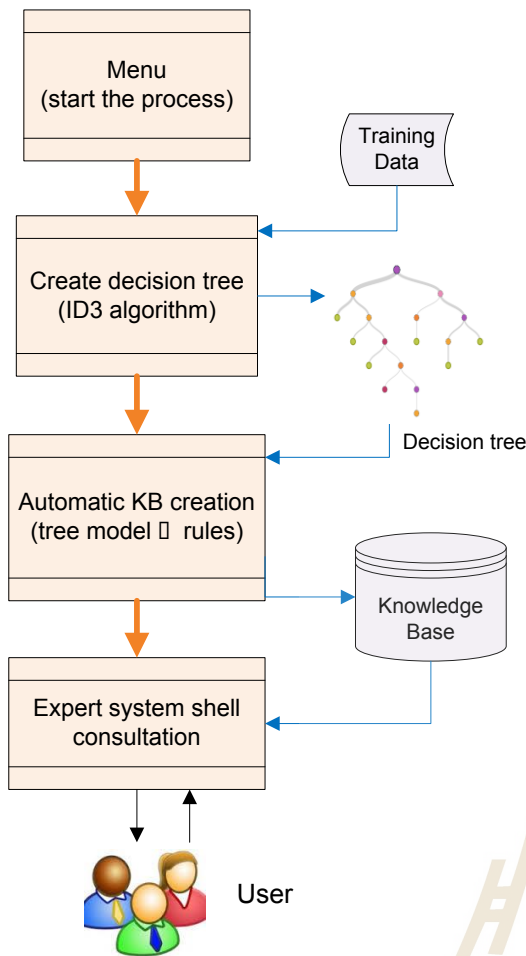 Menu
(start the process)
Training
Data
Create decision tree
(ID3 algorithm)
Decision tree
Automatic KB creation
(tree model ▯ rules)
Knowledge
Base
Expert system shell
consultation
User